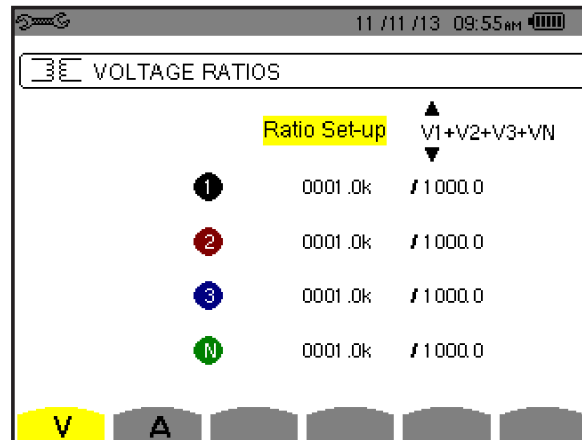 11/11/13 09:55AM
VOLTAGE RATIOS
Ratio Set-up V1+V2+V3+VN
1 0001.0k /1000.0
2 0001.0k /1000.0
3 0001.0k /1000.0
N 0001.0k /1000.0
V A